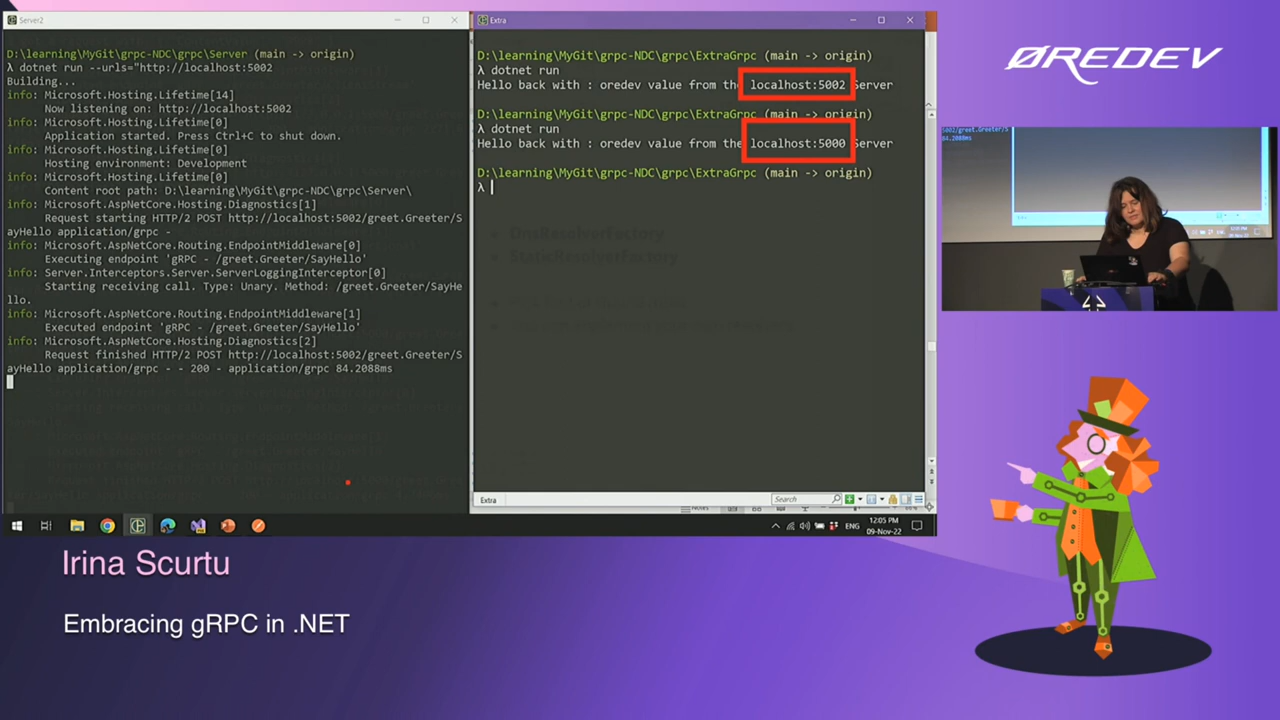 Server2
D:\learning\MyGit\grpc-NDC\grpc\Server (main -> origin)
λ dotnet run --urls="http://localhost:5002
Building...
info: Microsoft.Hosting.Lifetime[14]
Now listening on: http://localhost:5002
info: Microsoft.Hosting.Lifetime[0]
Application started. Press Ctrl+C to shut down.
info: Microsoft.Hosting.Lifetime[0]
Hosting environment: Development
info: Microsoft.Hosting.Lifetime[0]
Content root path: D:\learning\MyGit\grpc-NDC\grpc\Server\
info: Microsoft.AspNetCore.Hosting.Diagnostics[1]
Request starting HTTP/2 POST http://localhost:5002/greet.Greeter/S
ayHello application/grpc -
info: Microsoft.AspNetCore.Routing.EndpointMiddleware[0]
Executing endpoint 'gRPC - /greet.Greeter/SayHello'
info: Server.Interceptors.Server.ServerLoggingInterceptor[0]
Starting receiving call. Type: Unary. Method: /greet.Greeter/SayHe
llo.
info: Microsoft.AspNetCore.Routing.EndpointMiddleware[1]
Executed endpoint 'gRPC - /greet.Greeter/SayHello'
info: Microsoft.AspNetCore.Hosting.Diagnostics[2]
Request finished HTTP/2 POST http://localhost:5002/greet.Greeter/S
ayHello application/grpc - - 200 - application/grpc 84.2088ms
Extra
D:\learning\MyGit\grpc-NDC\grpc\ExtraGrpc (main -> origin)
λ dotnet run
Hello back with : oredev value from the localhost:5002 Server
D:\learning\MyGit\grpc-NDC\grpc\ExtraGrpc (main -> origin)
λ dotnet run
Hello back with : oredev value from the localhost:5000 Server
D:\learning\MyGit\grpc-NDC\grpc\ExtraGrpc (main -> origin)
λ
DnsResolverFactory
StaticResolverFactory
Extra
Search
ENG
12:05 PM
09-Nov-22
ØREDEV
5002/greet.Greeter/S
84.2088ms
Irina Scurtu
Embracing gRPC in .NET